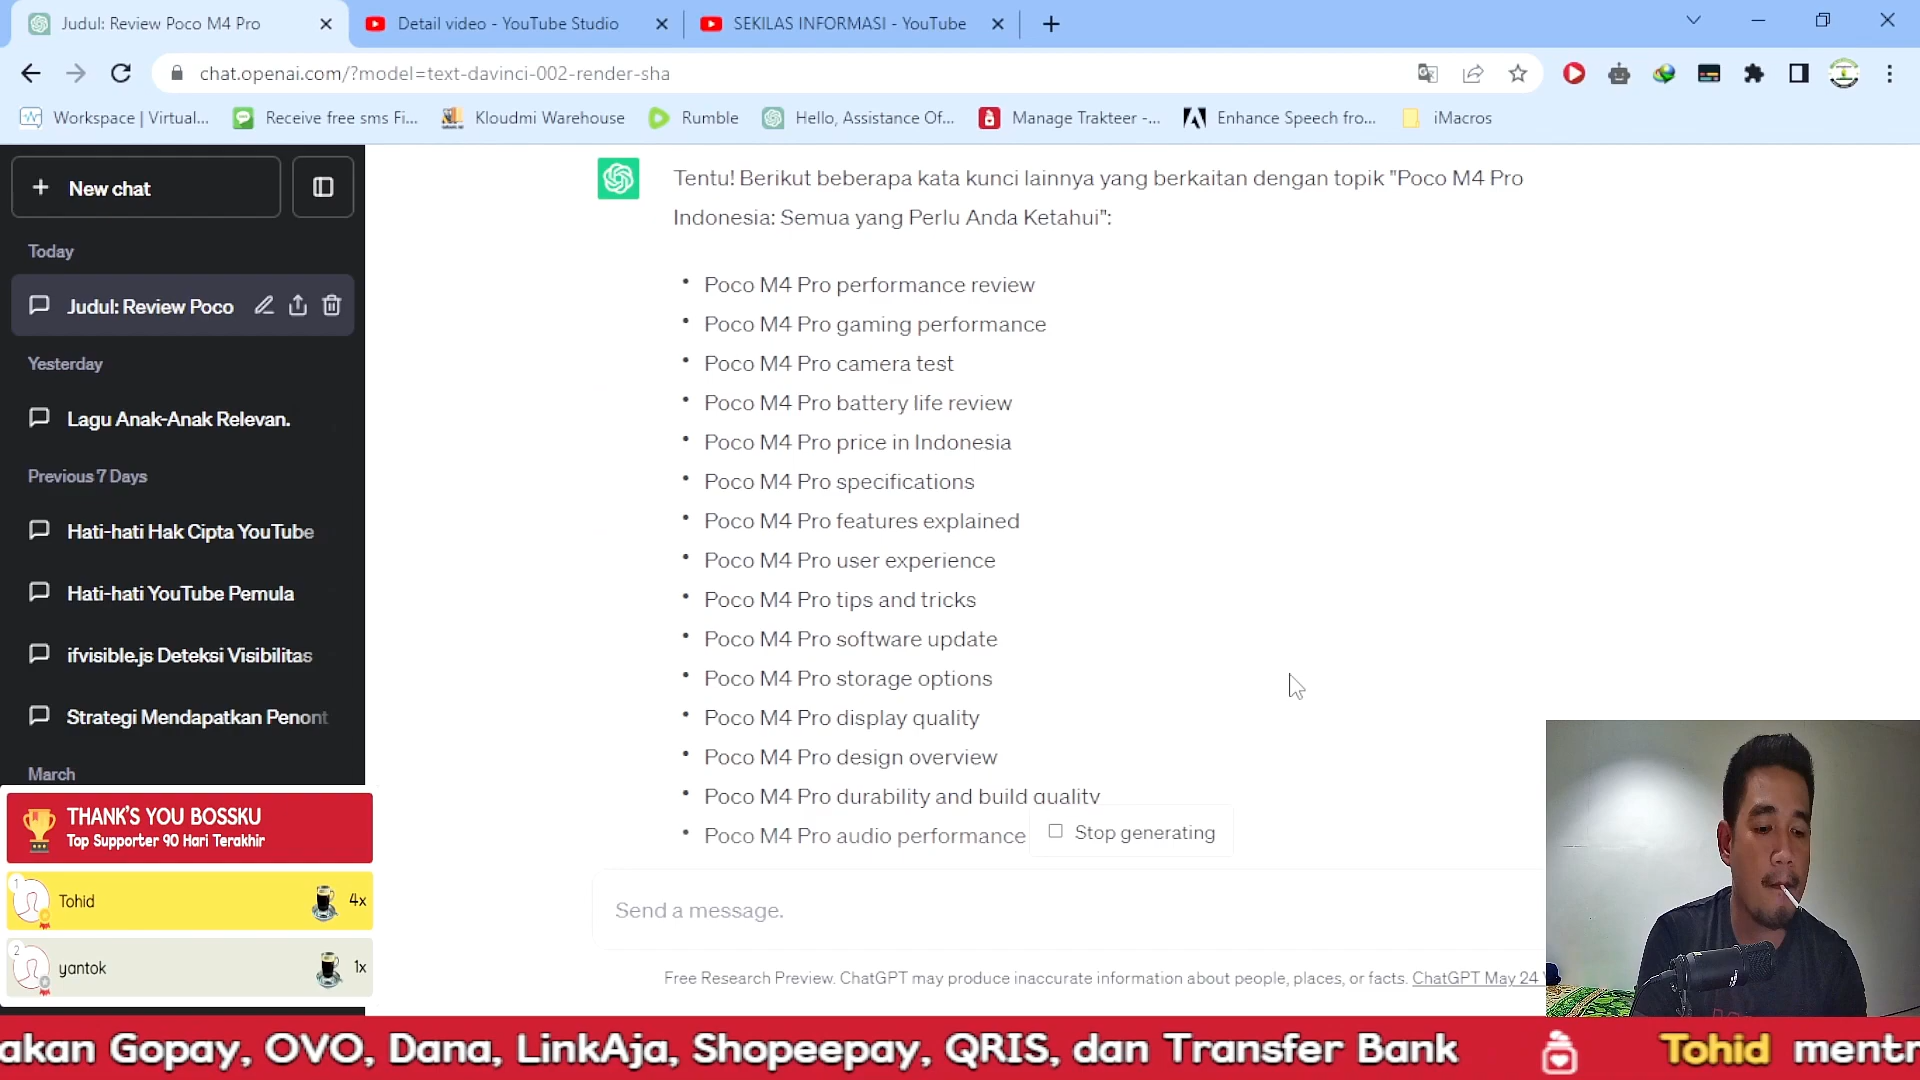 Judul: Review Poco M4 Pro
Detail video - YouTube Studio
SEKILAS INFORMASI - YouTube
chat.openai.com/?model=text-davinci-002-render-sha
Workspace | Virtual...
Receive free sms Fi...
Kloudmi Warehouse
Rumble
Hello, Assistance Of...
Manage Trakteer -...
Enhance Speech fro...
iMacros
New chat
Today
Judul: Review Poco
Yesterday
Lagu Anak-Anak Relevan.
Previous 7 Days
Hati-hati Hak Cipta YouTube
Hati-hati YouTube Pemula
ifvisible.js Deteksi Visibilitas
Strategi Mendapatkan Penont
March
THANK'S YOU BOSSKU
Top Supporter 90 Hari Terakhir
1 Tohid 4x
2 yantok 1x
Tentu! Berikut beberapa kata kunci lainnya yang berkaitan dengan topik "Poco M4 Pro
Indonesia: Semua yang Perlu Anda Ketahui":
• Poco M4 Pro performance review
• Poco M4 Pro gaming performance
• Poco M4 Pro camera test
• Poco M4 Pro battery life review
• Poco M4 Pro price in Indonesia
• Poco M4 Pro specifications
• Poco M4 Pro features explained
• Poco M4 Pro user experience
• Poco M4 Pro tips and tricks
• Poco M4 Pro software update
• Poco M4 Pro storage options
• Poco M4 Pro display quality
• Poco M4 Pro design overview
• Poco M4 Pro durability and build quality
• Poco M4 Pro audio performance
Stop generating
Send a message.
Free Research Preview. ChatGPT may produce inaccurate information about people, places, or facts. ChatGPT May 24
akan Gopay, OVO, Dana, LinkAja, Shopeepay, QRIS, dan Transfer Bank
Tohid mentr